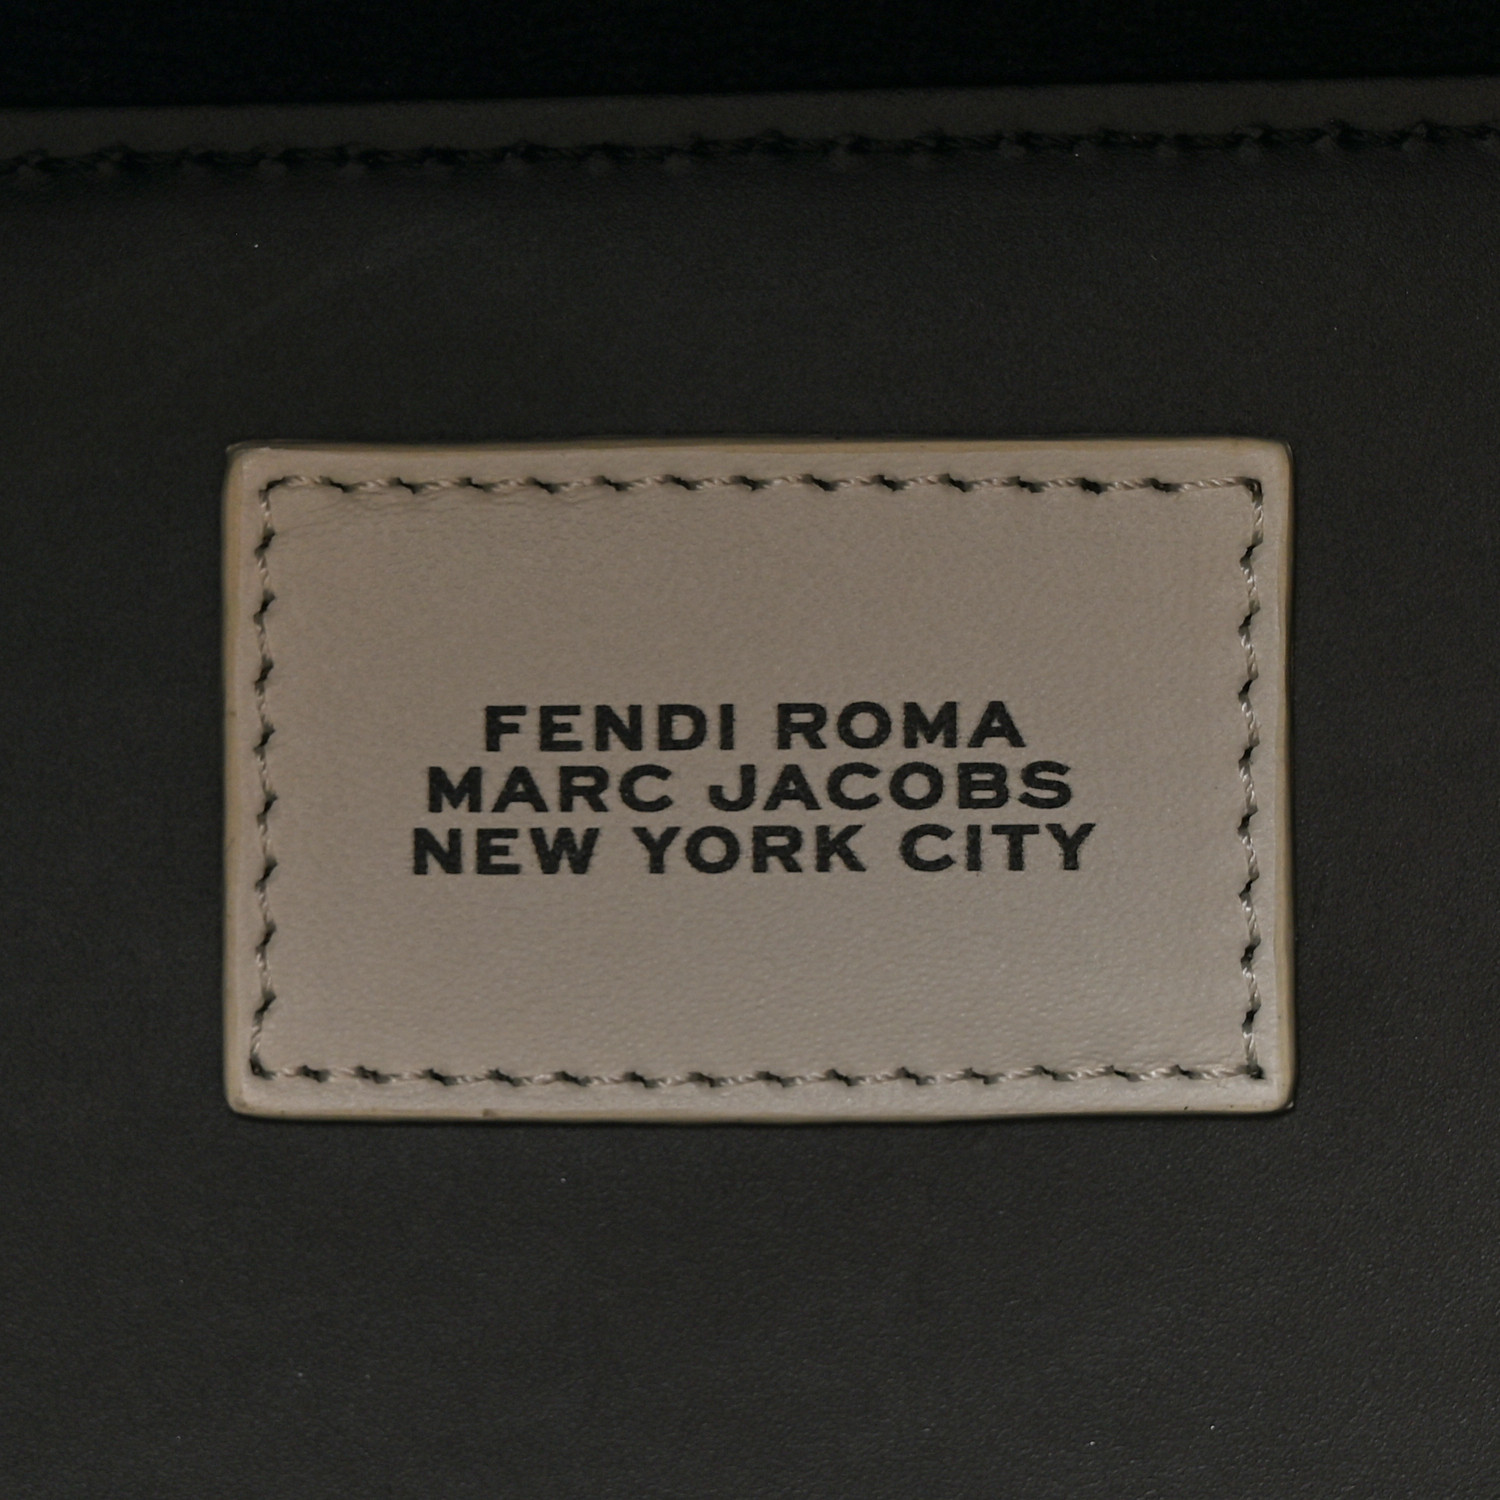 FENDI ROMA
MARC JACOBS
NEW YORK CITY